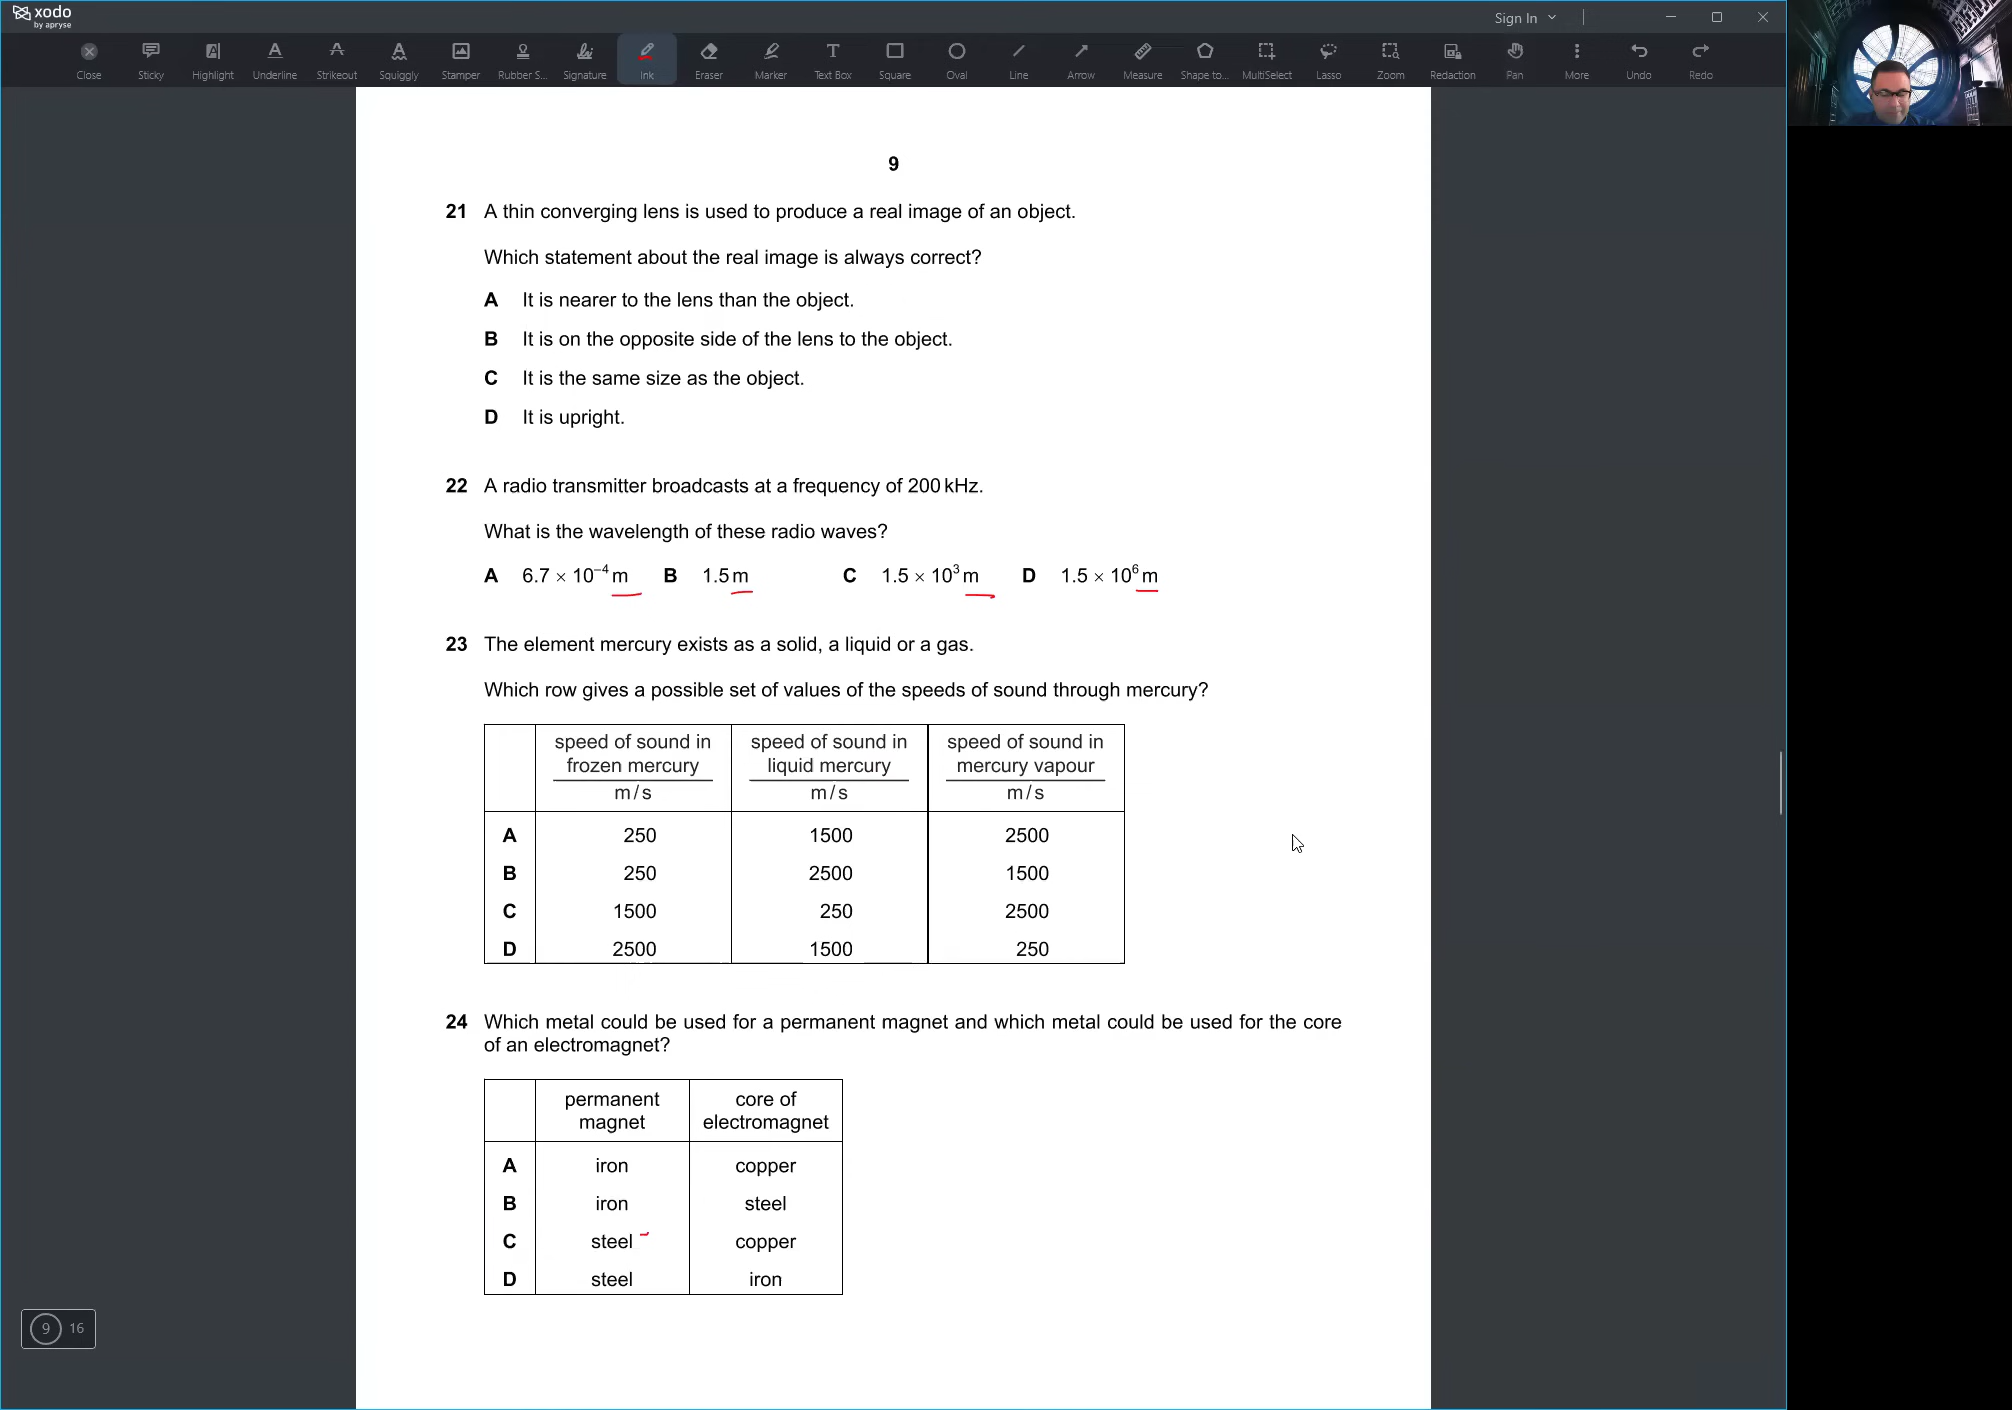 xodo
by apryse
Sign In
Close Sticky Highlight Underline Strikeout Squiggly Stamper Rubber S... Signature Ink Eraser Marker Text Box Square Oval Line Arrow Measure Shape to... MultiSelect Lasso Zoom Redaction Pan More Undo Redo
9
21 A thin converging lens is used to produce a real image of an object.
Which statement about the real image is always correct?
A It is nearer to the lens than the object.
B It is on the opposite side of the lens to the object.
C It is the same size as the object.
D It is upright.
22 A radio transmitter broadcasts at a frequency of 200 kHz.
What is the wavelength of these radio waves?
A 6.7 × 10⁻⁴ m B 1.5 m C 1.5 × 10³ m D 1.5 × 10⁶ m
23 The element mercury exists as a solid, a liquid or a gas.
Which row gives a possible set of values of the speeds of sound through mercury?
speed of sound in speed of sound in speed of sound in
frozen mercury liquid mercury mercury vapour
m / s m / s m / s
A 250 1500 2500
B 250 2500 1500
C 1500 250 2500
D 2500 1500 250
24 Which metal could be used for a permanent magnet and which metal could be used for the core
of an electromagnet?
permanent core of
magnet electromagnet
A iron copper
B iron steel
C steel copper
D steel iron
9 16